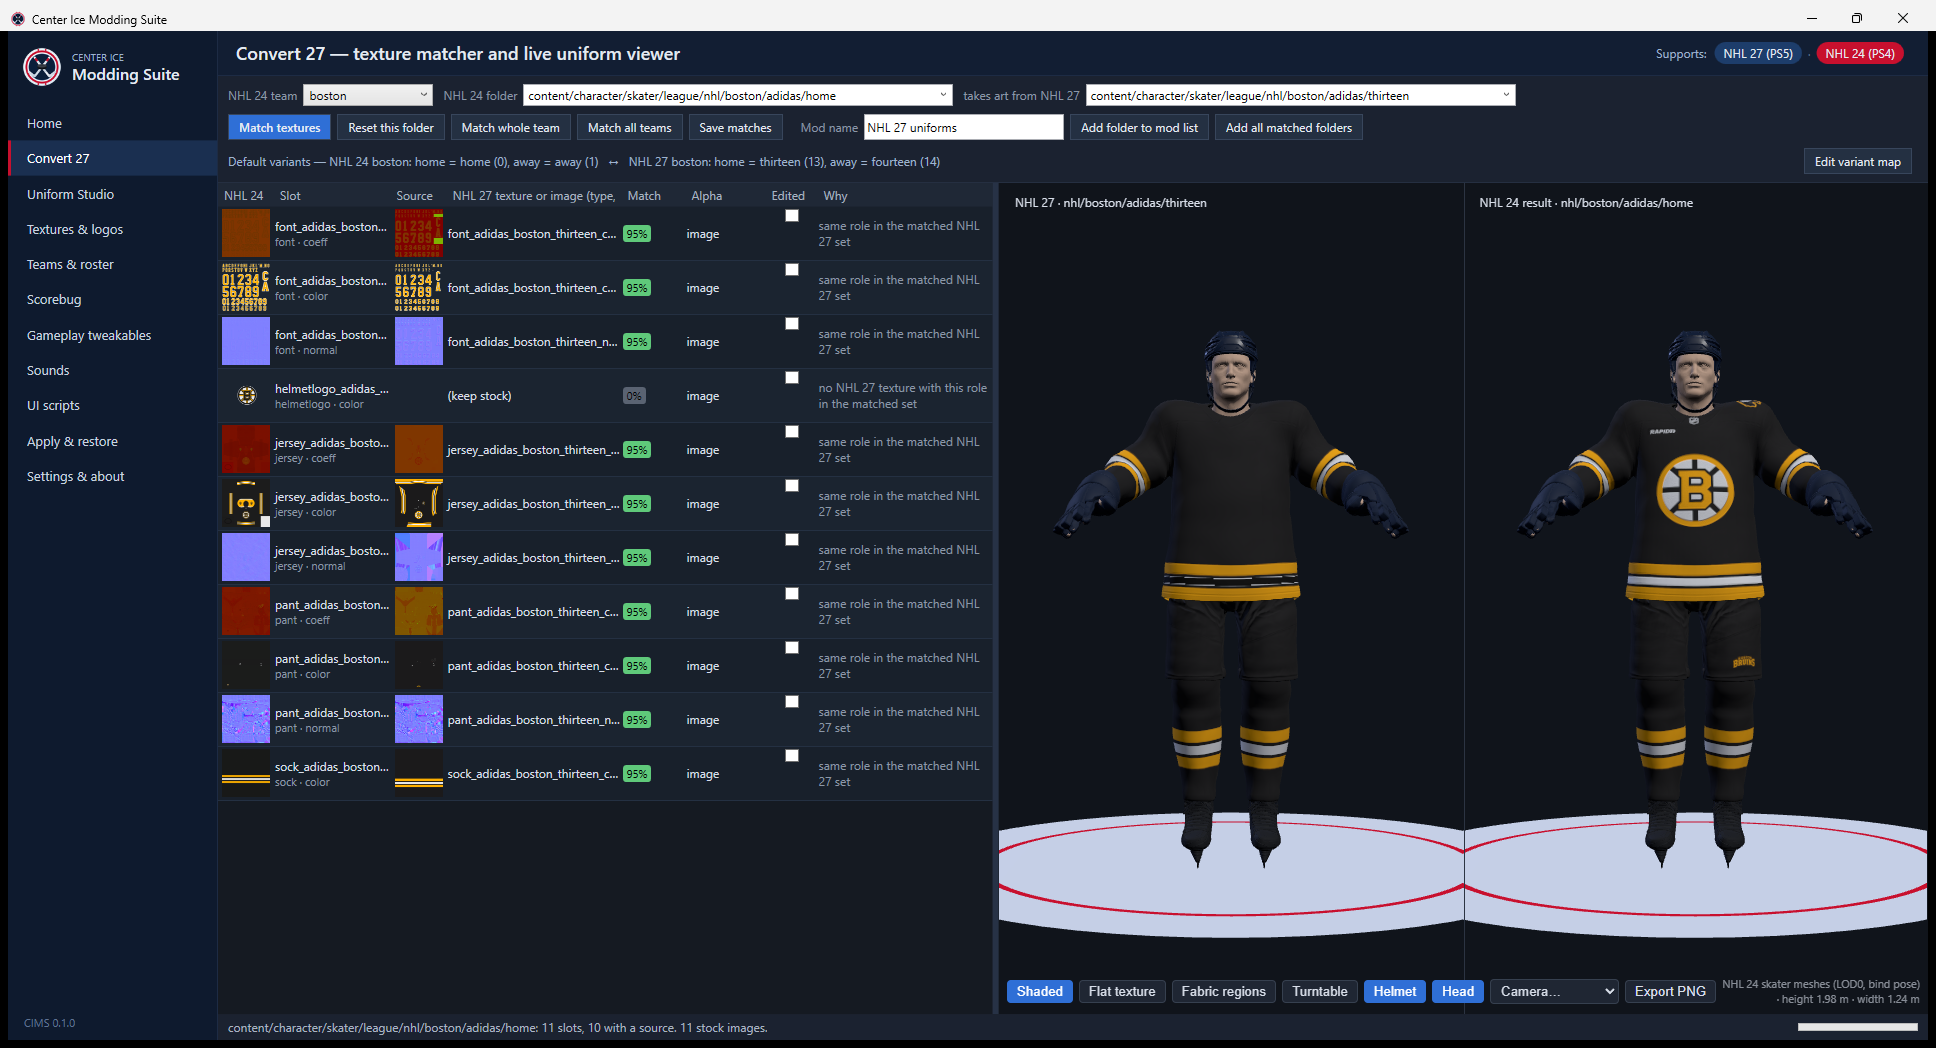 Center Ice Modding Suite
CENTER ICE
Modding Suite
Convert 27 — texture matcher and live uniform viewer
Supports: NHL 27 (PS5) · NHL 24 (PS4)
NHL 24 team boston NHL 24 folder content/character/skater/league/nhl/boston/adidas/home takes art from NHL 27 content/character/skater/league/nhl/boston/adidas/thirteen
Match textures Reset this folder Match whole team Match all teams Save matches Mod name NHL 27 uniforms Add folder to mod list Add all matched folders
Default variants — NHL 24 boston: home = home (0), away = away (1) ↔ NHL 27 boston: home = thirteen (13), away = fourteen (14)
Edit variant map
Home
Convert 27
Uniform Studio
Textures & logos
Teams & roster
Scorebug
Gameplay tweakables
Sounds
UI scripts
Apply & restore
Settings & about
CIMS 0.1.0
NHL 24 Slot Source NHL 27 texture or image (type, Match Alpha Edited Why
font_adidas_boston... font_adidas_boston_thirteen_c... 95% image same role in the matched NHL
font · coeff 27 set
font_adidas_boston... font_adidas_boston_thirteen_c... 95% image same role in the matched NHL
font · color 27 set
font_adidas_boston... font_adidas_boston_thirteen_n... 95% image same role in the matched NHL
font · normal 27 set
helmetlogo_adidas_... (keep stock) 0% image no NHL 27 texture with this role
helmetlogo · color in the matched set
jersey_adidas_bosto... jersey_adidas_boston_thirteen_... 95% image same role in the matched NHL
jersey · coeff 27 set
jersey_adidas_bosto... jersey_adidas_boston_thirteen_... 95% image same role in the matched NHL
jersey · color 27 set
jersey_adidas_bosto... jersey_adidas_boston_thirteen_... 95% image same role in the matched NHL
jersey · normal 27 set
pant_adidas_boston... pant_adidas_boston_thirteen_c... 95% image same role in the matched NHL
pant · coeff 27 set
pant_adidas_boston... pant_adidas_boston_thirteen_c... 95% image same role in the matched NHL
pant · color 27 set
pant_adidas_boston... pant_adidas_boston_thirteen_n... 95% image same role in the matched NHL
pant · normal 27 set
sock_adidas_boston... sock_adidas_boston_thirteen_c... 95% image same role in the matched NHL
sock · color 27 set
NHL 27 · nhl/boston/adidas/thirteen
NHL 24 result · nhl/boston/adidas/home
RAPID7
B
BRUINS
Shaded Flat texture Fabric regions Turntable Helmet Head Camera... Export PNG
NHL 24 skater meshes (LOD0, bind pose)
· height 1.98 m · width 1.24 m
content/character/skater/league/nhl/boston/adidas/home: 11 slots, 10 with a source. 11 stock images.